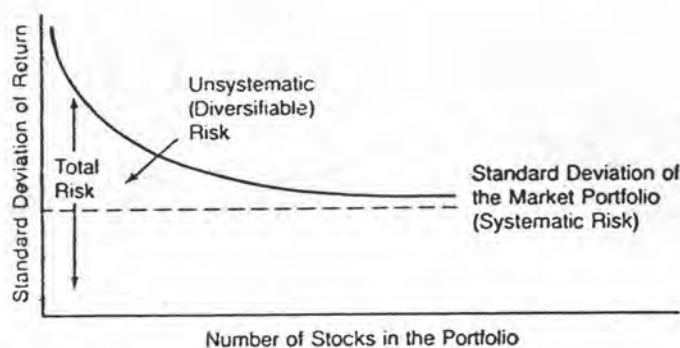 Standard Deviation of Return
Unsystematic
(Diversifiable)
Risk
Total
Risk
Standard Deviation of
the Market Portfolio
(Systematic Risk)
Number of Stocks in the Portfolio